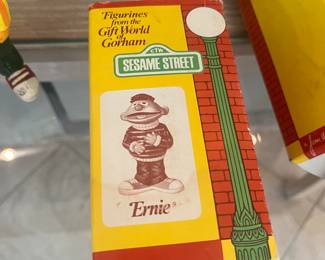 Figurines
from the
Gift World
of
Gorham
CTW
SESAME STREET
Ernie